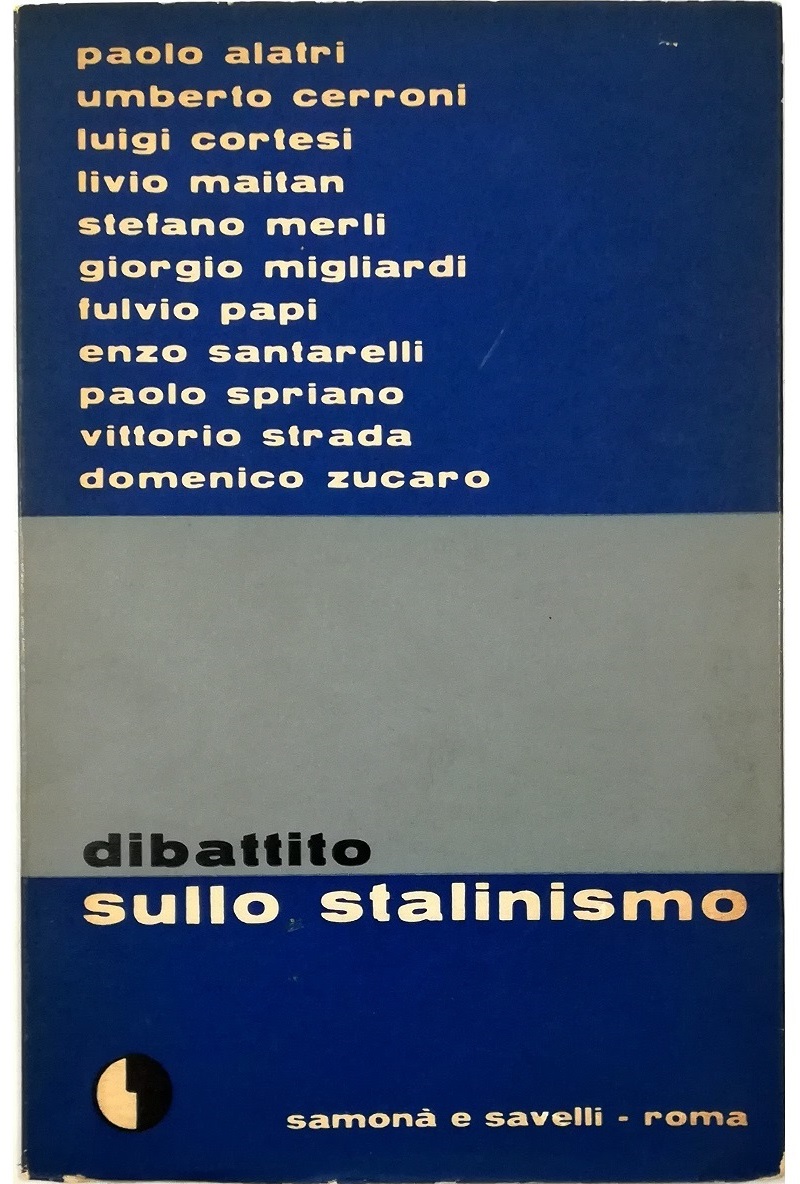 paolo alatri
umberto cerroni
luigi cortesi
livio maitan
stefano merli
giorgio migliardi
fulvio papi
enzo santarelli
paolo spriano
vittorio strada
domenico zucaro
dibattito
sullo stalinismo
samonà e savelli - roma